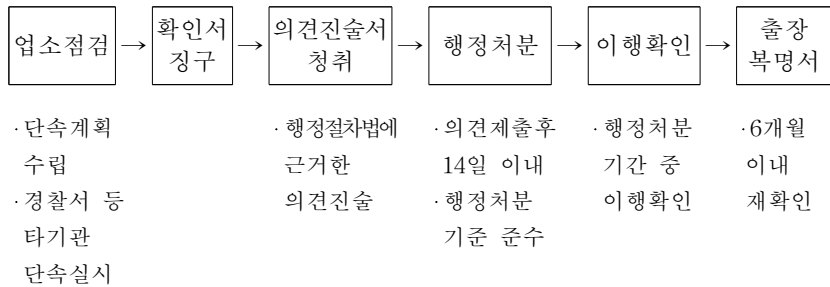 업소점검 → 확인서 징구 → 의견진술서 청취 → 행정처분 → 이행확인 → 출장 복명서
·단속계획
수립
·경찰서 등
타기관
단속실시
·행정절차법에
근거한
의견진술
·의견제출후
14일 이내
·행정처분
기준 준수
·행정처분
기간 중
이행확인
·6개월
이내
재확인